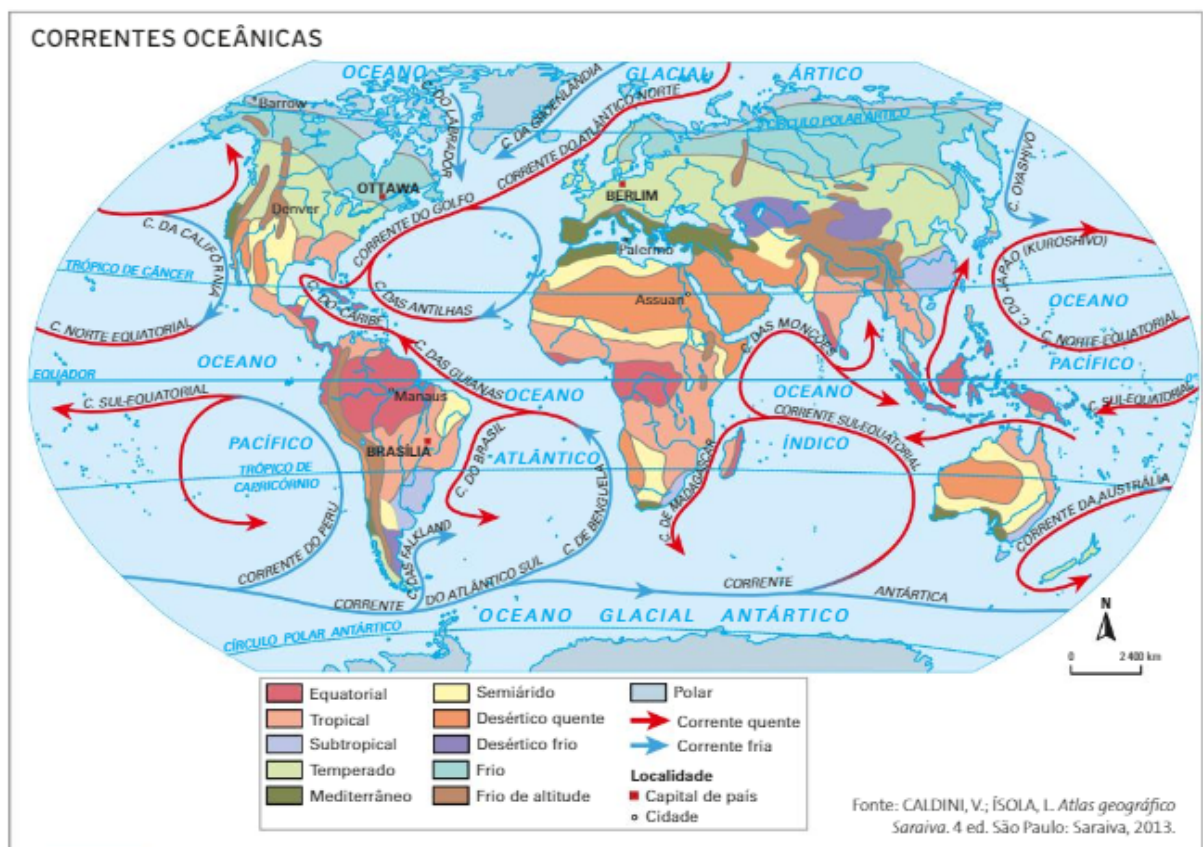 CORRENTES OCEÂNICAS
OCEANO GLACIAL ÁRTICO
Barrow
C. DO LABRADOR
C. DA GROENLÂNDIA
CORRENTE DO ATLÂNTICO NORTE
CÍRCULO POLAR ÁRTICO
C. OYASHIVO
OTTAWA
BERLIM
Denver
CORRENTE DO GOLFO
Palermo
C. DA CALIFÓRNIA
C. DO JAPÃO (KUROSHIVO)
TRÓPICO DE CÂNCER
C. DAS ANTILHAS
C. DO CARIBE
Assuan
C. NORTE EQUATORIAL
C. DAS GUIANAS
C. DAS MONÇÕES
OCEANO
C. NORTE-EQUATORIAL
PACÍFICO
OCEANO
EQUADOR
0°
C. SUL-EQUATORIAL
Manaus
OCEANO
OCEANO
C. SUL-EQUATORIAL
PACÍFICO
BRASÍLIA
C. DO BRASIL
ATLÂNTICO
CORRENTE SUL-EQUATORIAL
ÍNDICO
TRÓPICO DE
CAPRICÓRNIO
C. DE BENGUELA
C. DE MADAGASCAR
CORRENTE DA AUSTRÁLIA
CORRENTE DO PERU
C. DAS FALKLAND
CORRENTE DO ATLÂNTICO SUL
CORRENTE ANTÁRTICA
OCEANO GLACIAL ANTÁRTICO
CÍRCULO POLAR ANTÁRTICO
N
0 2 400 km
Equatorial
Tropical
Subtropical
Temperado
Mediterrâneo
Semiárido
Desértico quente
Desértico frio
Frio
Frio de altitude
Polar
Corrente quente
Corrente fria
Localidade
Capital de país
Cidade
Fonte: CALDINI, V.; ÍSOLA, L. Atlas geográfico
Saraiva. 4 ed. São Paulo: Saraiva, 2013.